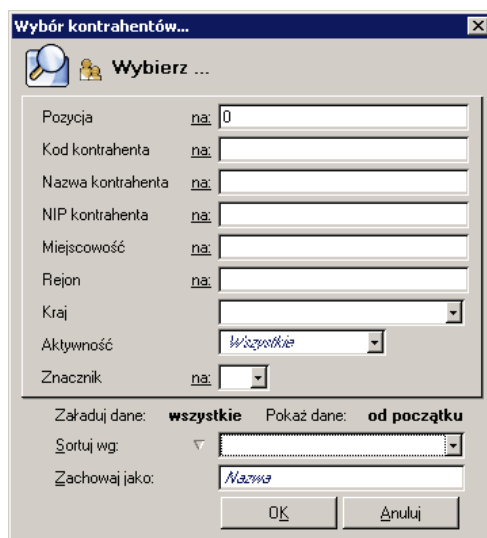 Wybór kontrahentów...
Wybierz ...
Pozycja na: 0
Kod kontrahenta na:
Nazwa kontrahenta na:
NIP kontrahenta na:
Miejscowość na:
Rejon na:
Kraj
Aktywność Wszystkie
Znacznik na:
Załaduj dane: wszystkie Pokaż dane: od początku
Sortuj wg:
Zachowaj jako: Nazwa
OK Anuluj